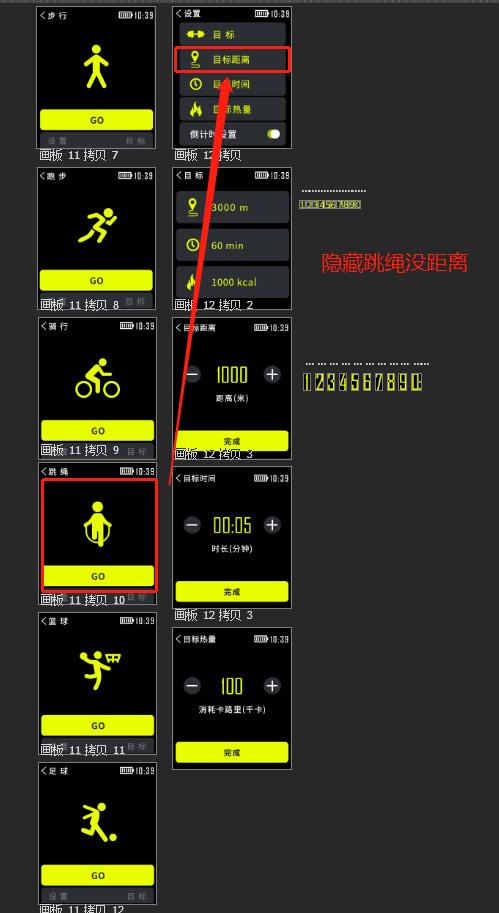 步行 10:39
GO
设置 目标
画板 11 拷贝 7
跑步 10:39
GO
目标
画板 11 拷贝 8
骑行 10:39
GO
目标
画板 11 拷贝 9
跳绳 10:39
GO
目标
画板 11 拷贝 10
篮球 10:39
GO
目标
画板 11 拷贝 11
足球 10:39
GO
设置 目标
画板 11 拷贝 12
设置 10:39
目标
目标距离
目标时间
目标热量
倒计时设置
画板 12 拷贝
目标 10:39
3000 m
60 min
1000 kcal
画板 12 拷贝 2
目标距离 10:39
1000
距离(米)
完成
画板 12 拷贝 3
目标时间 10:39
00:05
时长(分钟)
完成
画板 12 拷贝 3
目标热量 10:39
100
消耗卡路里(千卡)
完成
1234567890
隐藏跳绳没距离
1234567890: